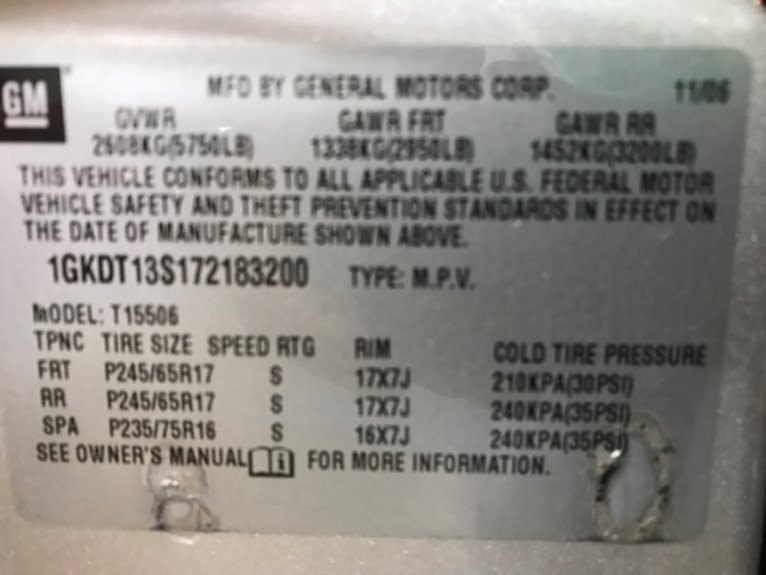 GM MFD BY GENERAL MOTORS CORP. 11/06
GVWR GAWR FRT GAWR RR
2608KG(5750LB) 1338KG(2950LB) 1452KG(3200LB)
THIS VEHICLE CONFORMS TO ALL APPLICABLE U.S. FEDERAL MOTOR
VEHICLE SAFETY AND THEFT PREVENTION STANDARDS IN EFFECT ON
THE DATE OF MANUFACTURE SHOWN ABOVE.
1GKDT13S172183200 TYPE: M.P.V.
MODEL: T15506
TPNC TIRE SIZE SPEED RTG RIM COLD TIRE PRESSURE
FRT P245/65R17 S 17X7J 210KPA(30PSI)
RR P245/65R17 S 17X7J 240KPA(35PSI)
SPA P235/75R16 S 16X7J 240KPA(35PSI)
SEE OWNER'S MANUAL FOR MORE INFORMATION.